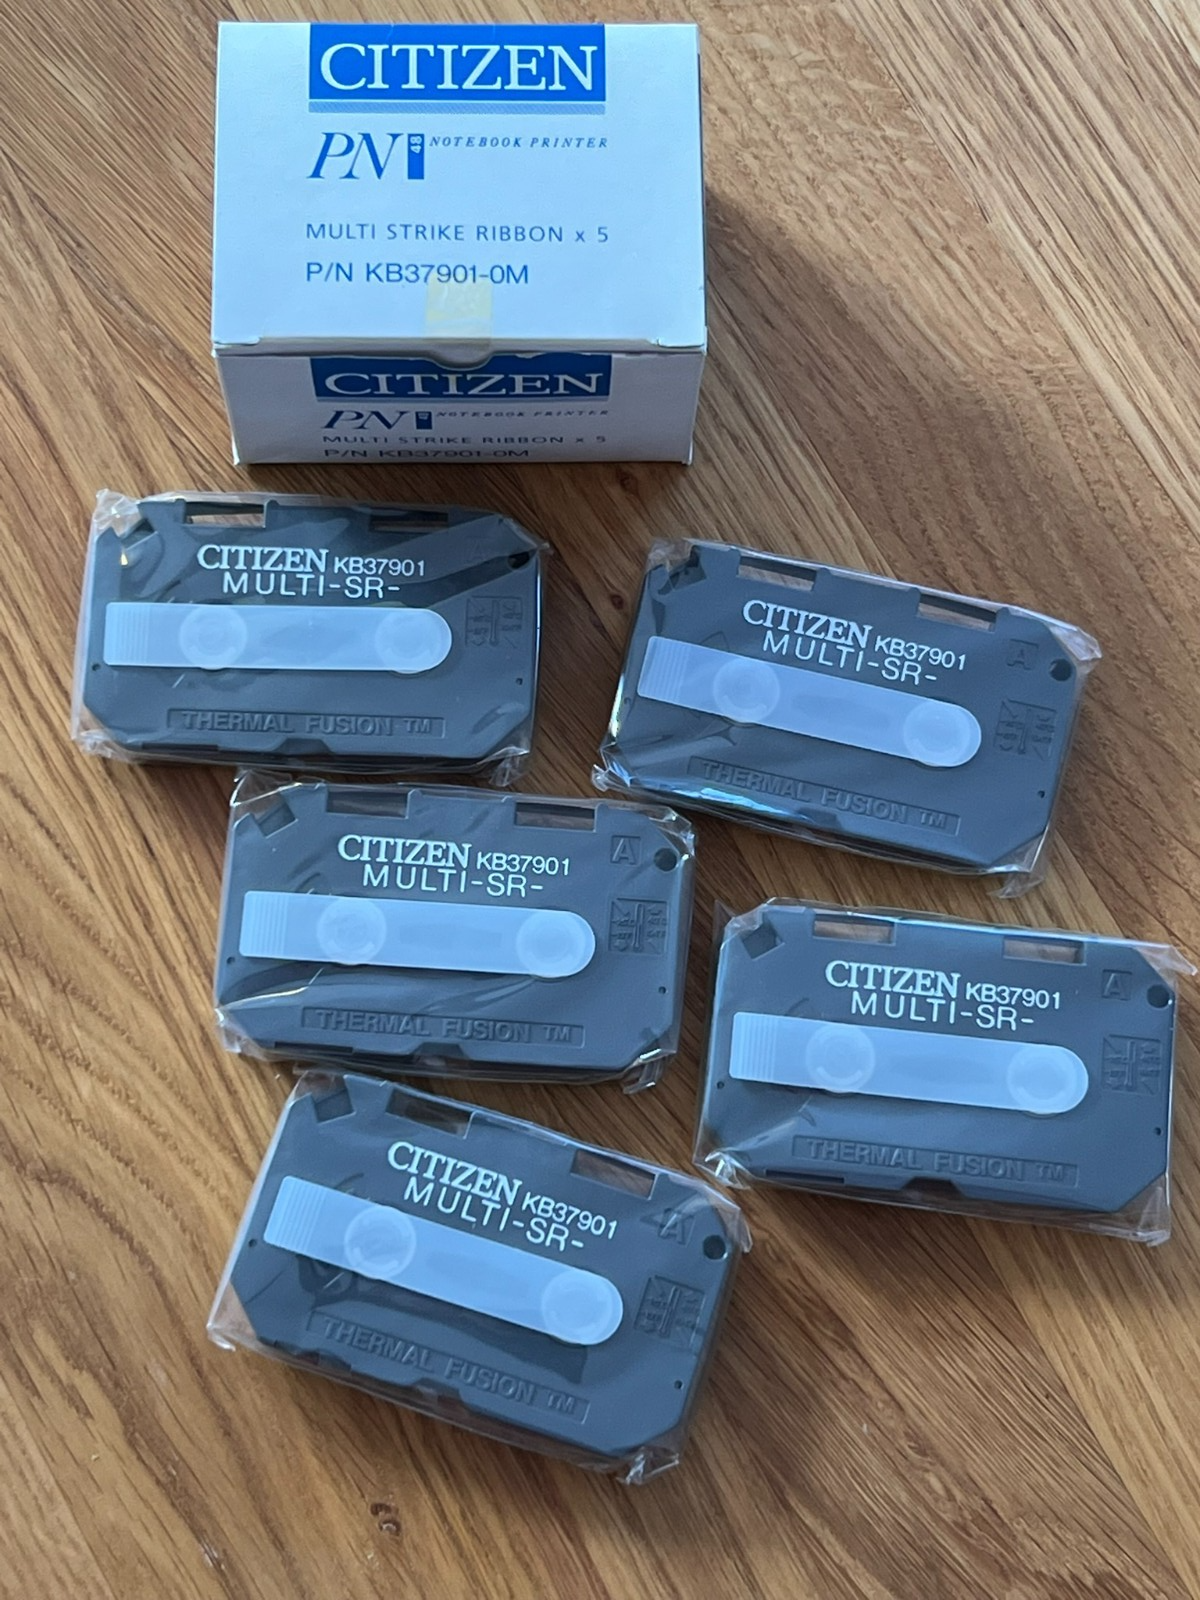 CITIZEN
PN 48 NOTEBOOK PRINTER
MULTI STRIKE RIBBON x 5
P/N KB37901-0M
CITIZEN
PN 48 NOTEBOOK PRINTER
MULTI STRIKE RIBBON x 5
P/N KB37901-0M
CITIZEN KB37901
MULTI-SR-
A
THERMAL FUSION TM
CITIZEN KB37901
MULTI-SR-
A
THERMAL FUSION TM
CITIZEN KB37901
MULTI-SR-
A
THERMAL FUSION TM
CITIZEN KB37901
MULTI-SR-
A
THERMAL FUSION TM
CITIZEN KB37901
MULTI-SR-
A
THERMAL FUSION TM